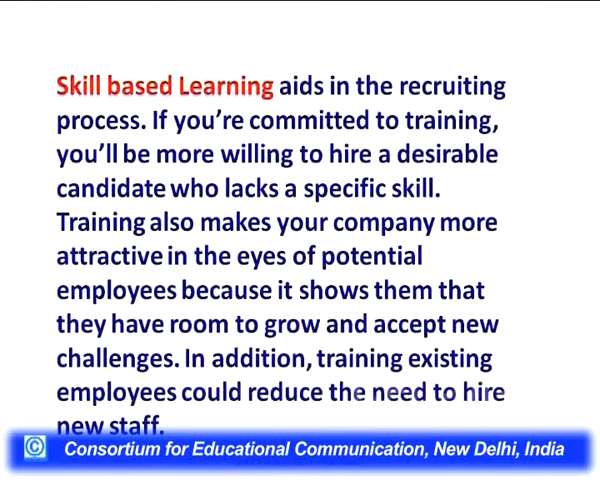 Skill based Learning aids in the recruiting
process. If you're committed to training,
you'll be more willing to hire a desirable
candidate who lacks a specific skill.
Training also makes your company more
attractive in the eyes of potential
employees because it shows them that
they have room to grow and accept new
challenges. In addition, training existing
employees could reduce the need to hire
new staff.
© Consortium for Educational Communication, New Delhi, India